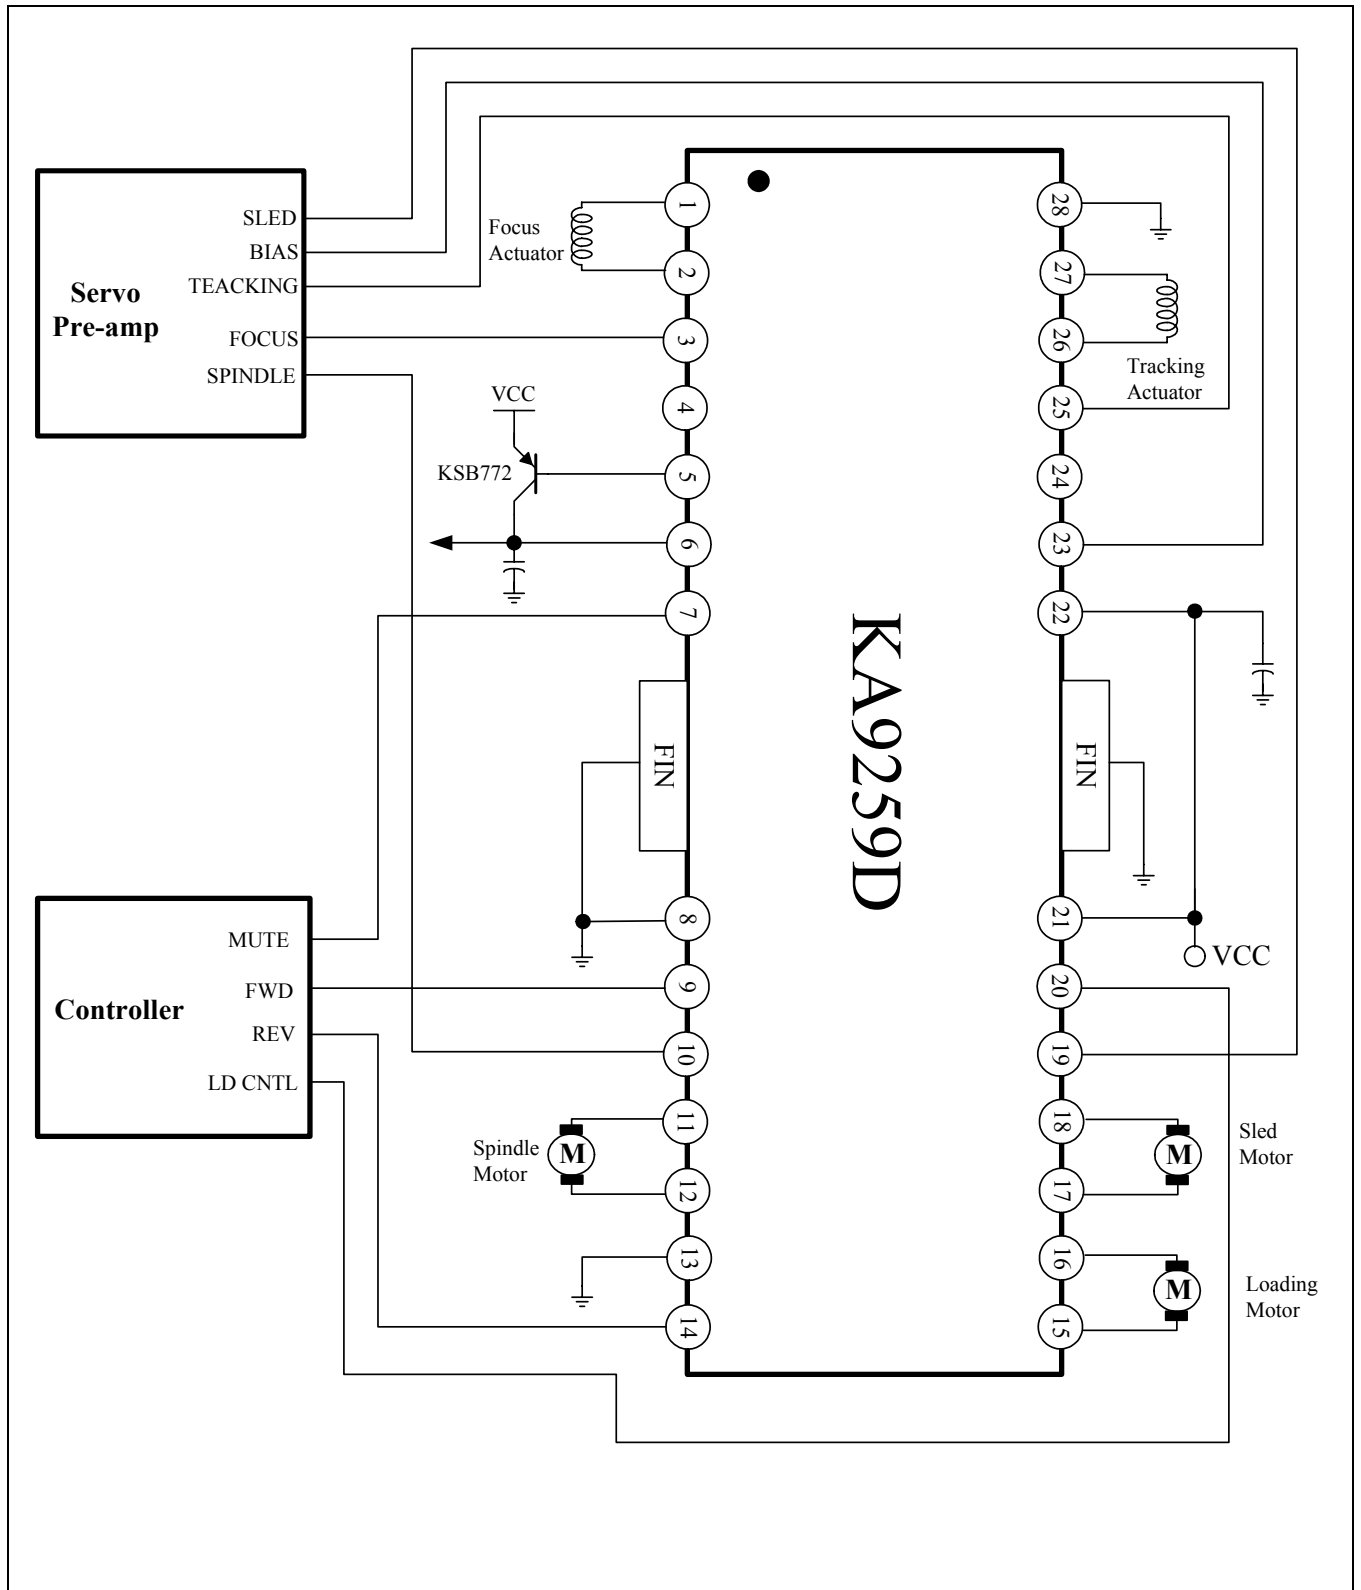 SLED
BIAS
TEACKING
FOCUS
SPINDLE
Servo
Pre-amp
Focus
Actuator
VCC
KSB772
1
2
3
4
5
6
7
FIN
8
9
10
11
12
13
14
KA9259D
28
27
26
25
24
23
22
FIN
21
20
19
18
17
16
15
Tracking
Actuator
VCC
MUTE
FWD
REV
LD CNTL
Controller
Spindle
Motor
M
Sled
Motor
M
Loading
Motor
M